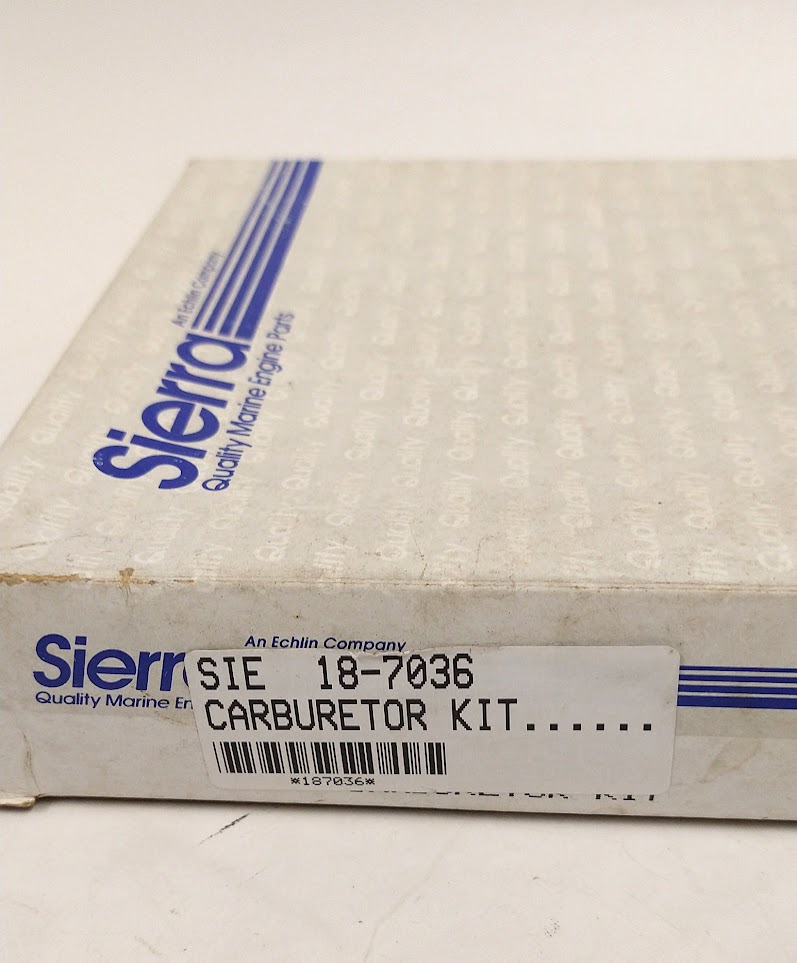 An Echlin Company
Sierra
Quality Marine Engine Parts
An Echlin Company
Sierra
Quality Marine
SIE 18-7036
CARBURETOR KIT......
*187036*
KIT